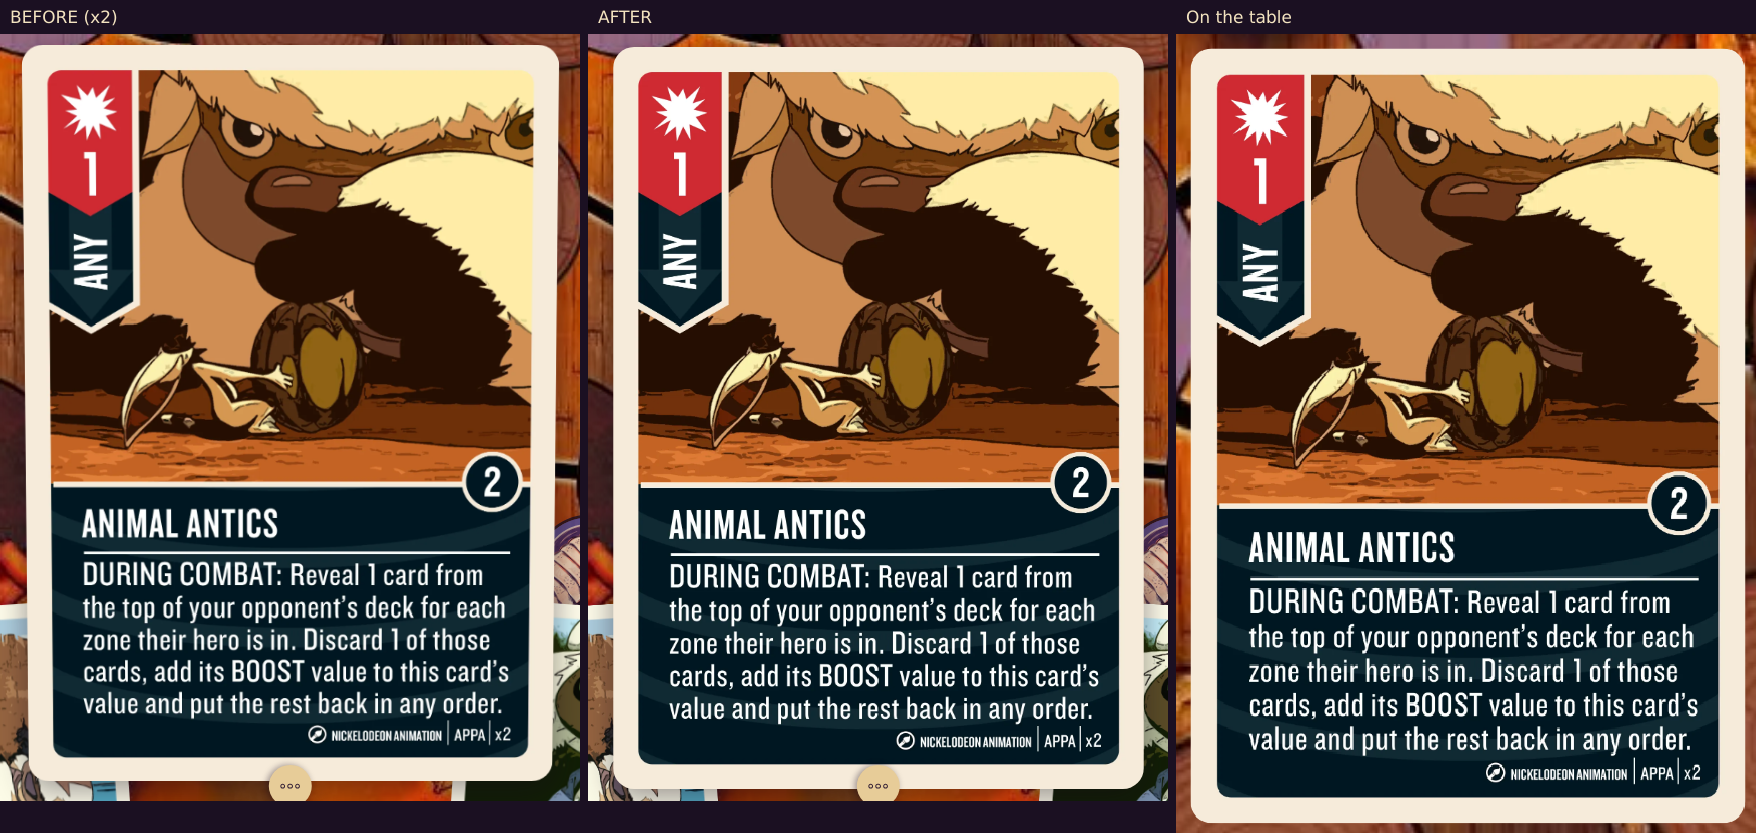 BEFORE (x2)
1
ANY
2
ANIMAL ANTICS
DURING COMBAT: Reveal 1 card from
the top of your opponent's deck for each
zone their hero is in. Discard 1 of those
cards, add its BOOST value to this card's
value and put the rest back in any order.
NICKELODEON ANIMATION | APPA | x2
AFTER
1
ANY
2
ANIMAL ANTICS
DURING COMBAT: Reveal 1 card from
the top of your opponent's deck for each
zone their hero is in. Discard 1 of those
cards, add its BOOST value to this card's
value and put the rest back in any order.
NICKELODEON ANIMATION | APPA | x2
On the table
1
ANY
2
ANIMAL ANTICS
DURING COMBAT: Reveal 1 card from
the top of your opponent's deck for each
zone their hero is in. Discard 1 of those
cards, add its BOOST value to this card's
value and put the rest back in any order.
NICKELODEON ANIMATION | APPA | x2